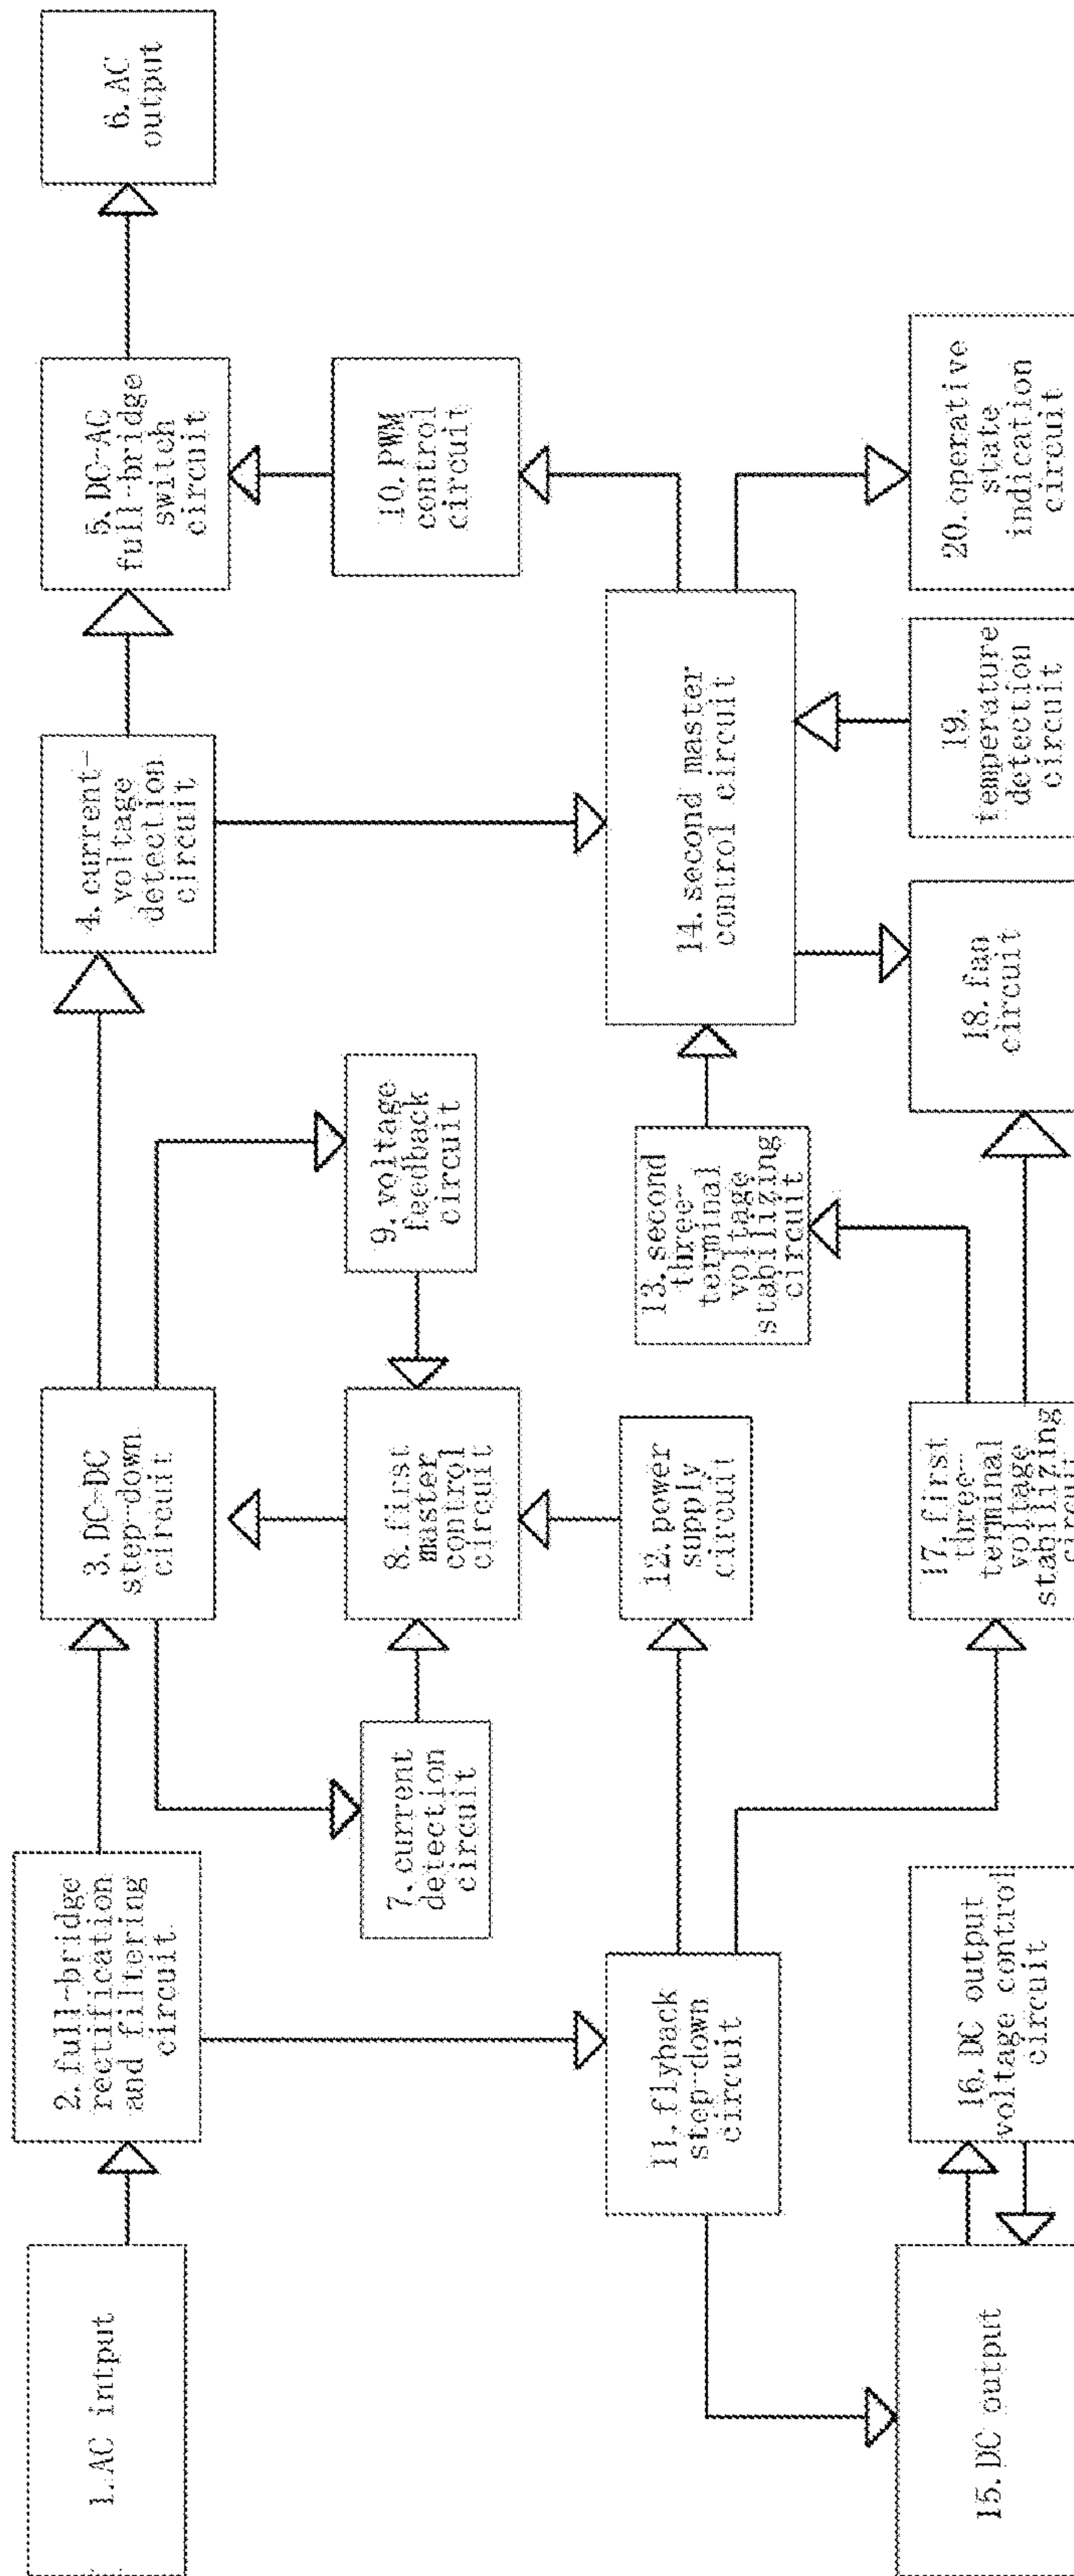 1. AC intput
2. full-bridge
rectification
and filtering
circuit
3. DC-DC
step-down
circuit
4. current-
voltage
detection
circuit
5. DC-AC
full-bridge
switch
circuit
6. AC
output
7. current
detection
circuit
8. first
master
control
circuit
9. voltage
feedback
circuit
10. PWM
control
circuit
11. flyback
step-down
circuit
12. power
supply
circuit
13. second
three-
terminal
voltage
stabilizing
circuit
14. second master
control circuit
15. DC output
16. DC output
voltage control
circuit
17. first
three-
terminal
voltage
stabilizing
circuit
18. fan
circuit
19.
temperature
detection
circuit
20. operative
state
indication
circuit